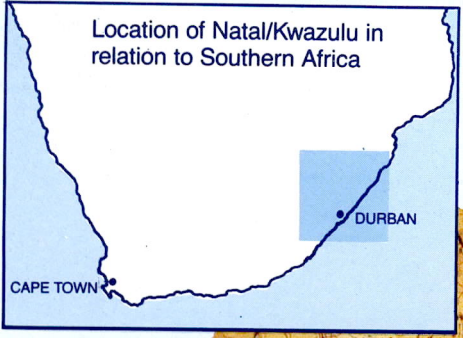 Location of Natal/Kwazulu in
relation to Southern Africa
DURBAN
CAPE TOWN